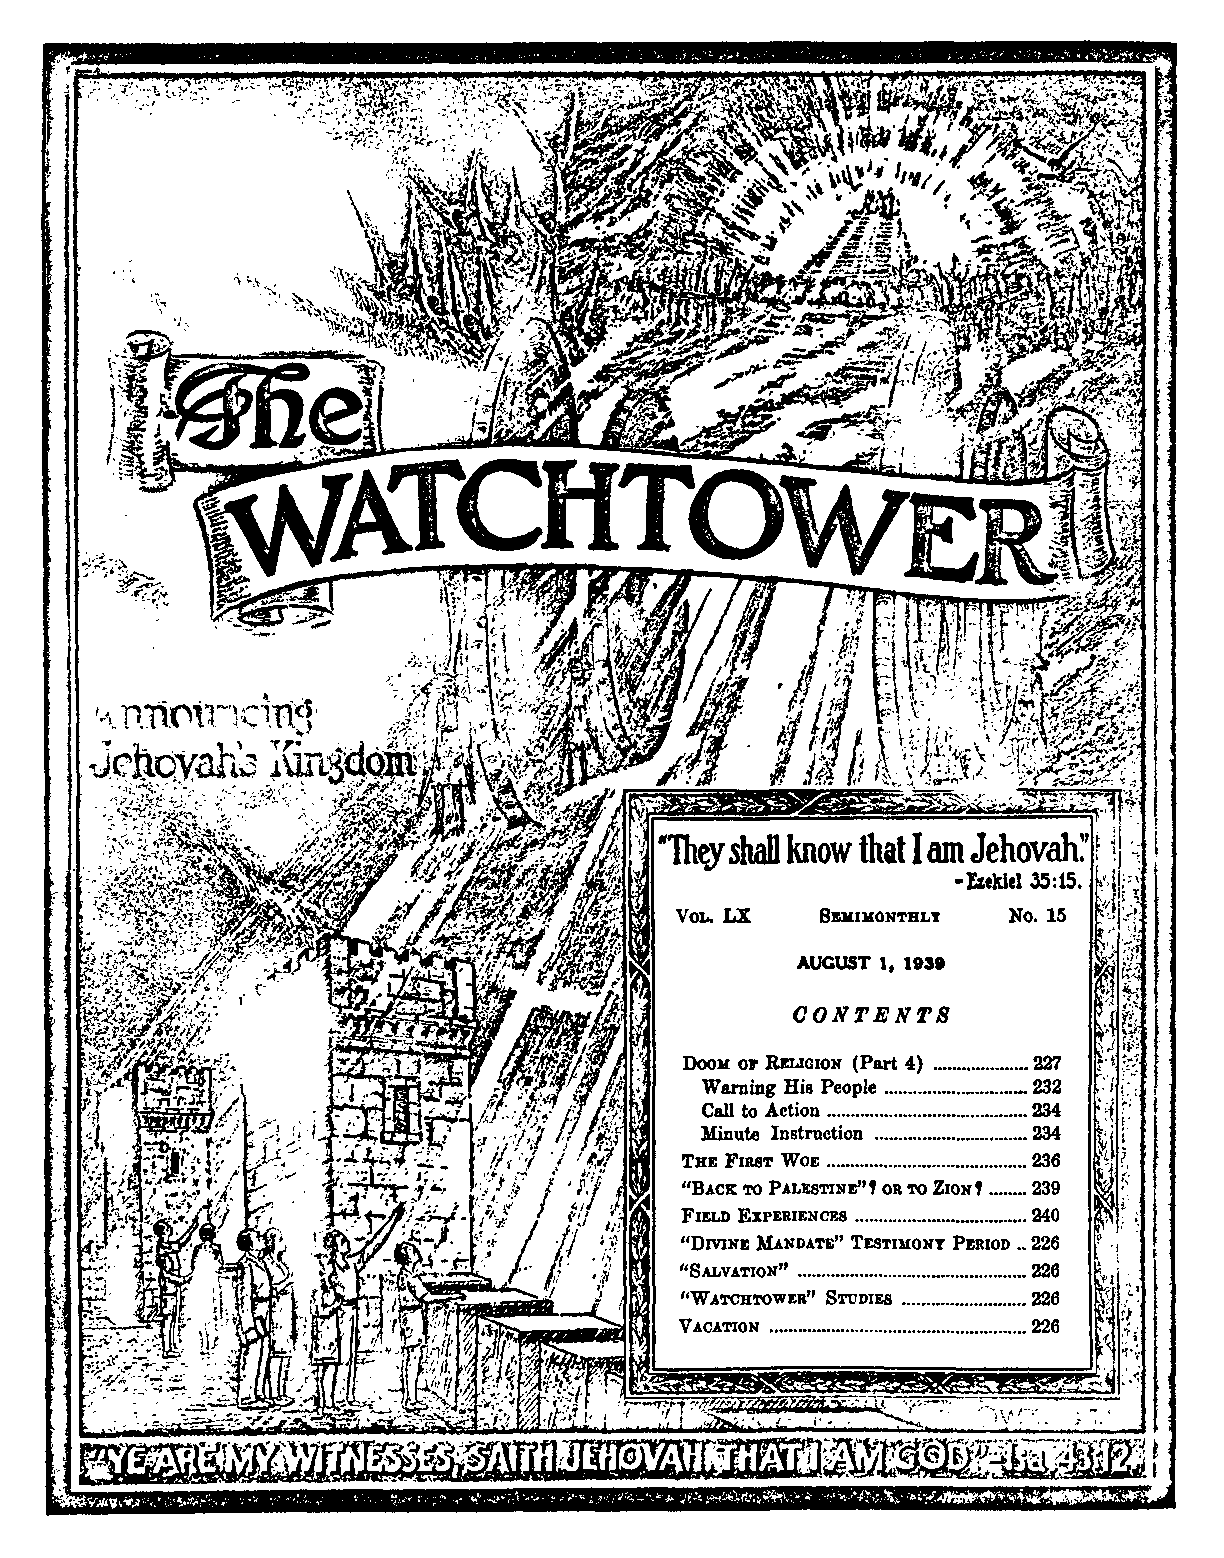 The
WATCHTOWER
Announcing
Jehovah's Kingdom
"They shall know that I am Jehovah."
-Ezekiel 35:15.
VOL. LX SEMIMONTHLY No. 15
AUGUST 1, 1939
CONTENTS
DOOM OF RELIGION (Part 4) .................... 227
Warning His People .............................. 232
Call to Action .......................................... 234
Minute Instruction ................................ 234
THE FIRST WOE .......................................... 236
"BACK TO PALESTINE"? OR TO ZION? ........ 239
FIELD EXPERIENCES .................................... 240
"DIVINE MANDATE" TESTIMONY PERIOD .. 226
"SALVATION" ................................................ 226
"WATCHTOWER" STUDIES .......................... 226
VACATION ...................................................... 226
"YE ARE MY WITNESSES, SAITH JEHOVAH, THAT I AM GOD"-Isa. 43:12